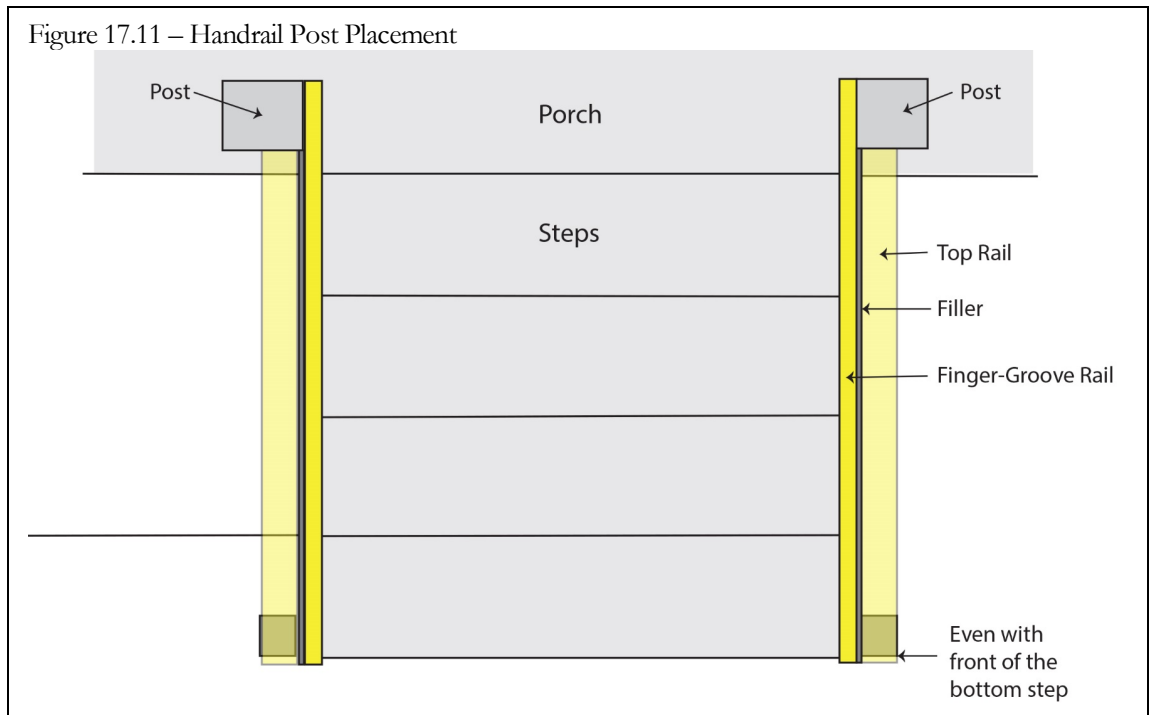 Figure 17.11 – Handrail Post Placement
Post
Porch
Post
Steps
Top Rail
Filler
Finger-Groove Rail
Even with
front of the
bottom step